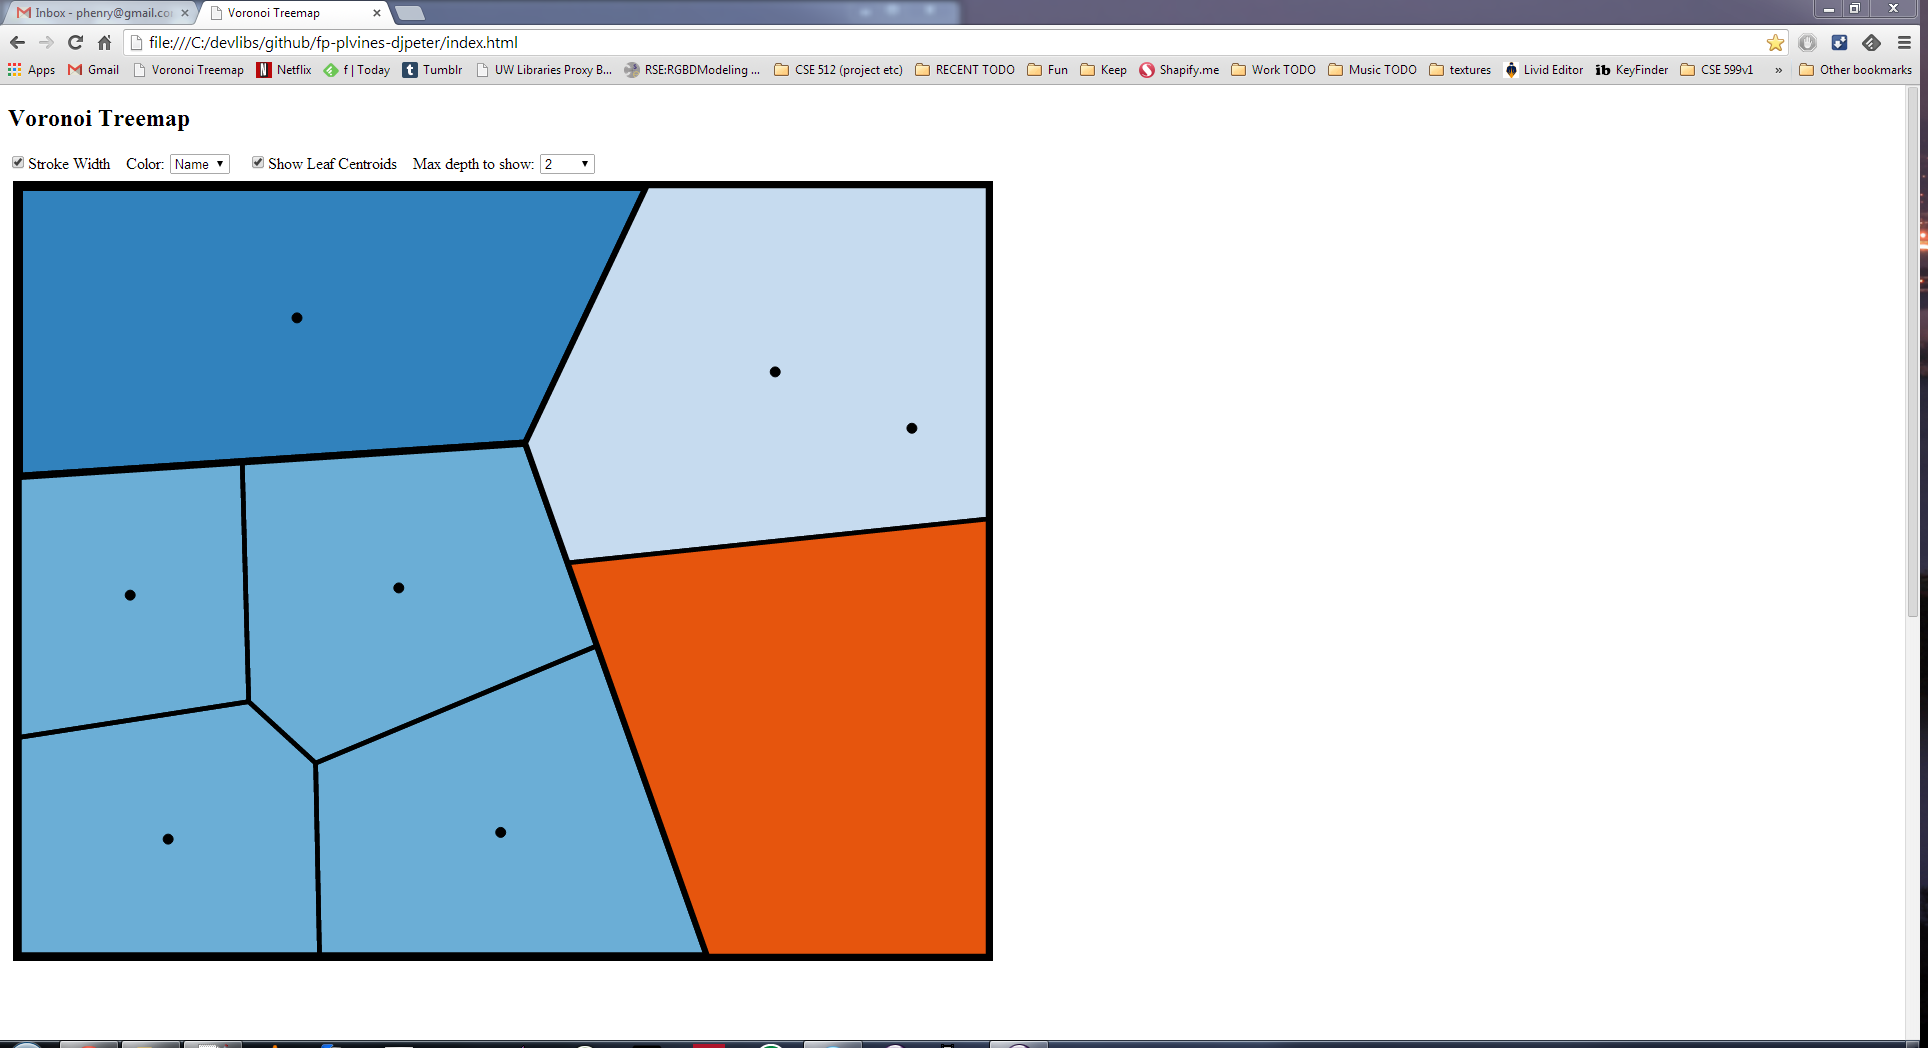 Inbox - phenry@gmail.co
Voronoi Treemap
file:///C:/devlibs/github/fp-plvines-djpeter/index.html
Apps Gmail Voronoi Treemap Netflix f | Today Tumblr UW Libraries Proxy B... RSE:RGBDModeling ... CSE 512 (project etc) RECENT TODO Fun Keep Shapify.me Work TODO Music TODO textures Livid Editor KeyFinder CSE 599v1 » Other bookmarks
Voronoi Treemap
Stroke Width Color: Name Show Leaf Centroids Max depth to show: 2